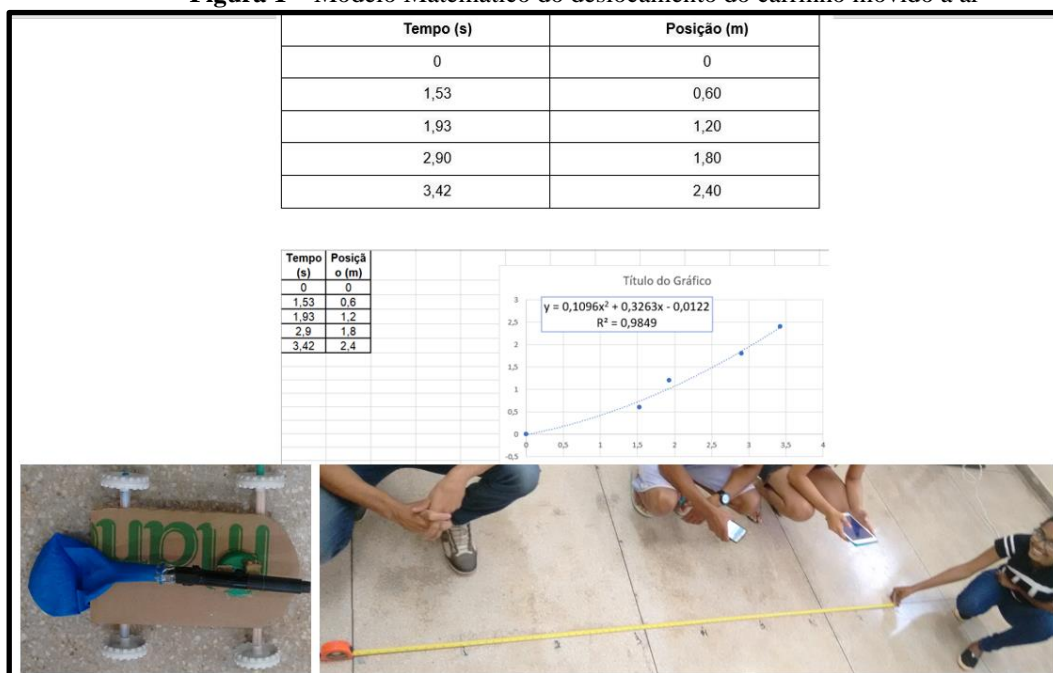 Figura 1 – Modelo Matemático do deslocamento do carrinho movido a ar
Tempo (s) Posição (m)
0 0
1,53 0,60
1,93 1,20
2,90 1,80
3,42 2,40
Tempo (s) Posiçã o (m)
0 0
1,53 0,6
1,93 1,2
2,9 1,8
3,42 2,4
Título do Gráfico
y = 0,1096x² + 0,3263x - 0,0122
R² = 0,9849
3
2,5
2
1,5
1
0,5
0
-0,5
0 0,5 1 1,5 2 2,5 3 3,5 4